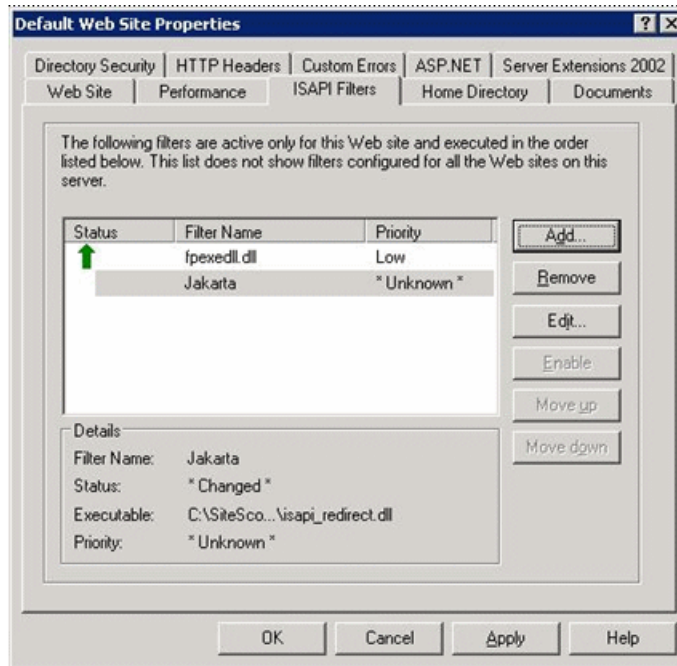 Default Web Site Properties
Directory Security HTTP Headers Custom Errors ASP.NET Server Extensions 2002
Web Site Performance ISAPI Filters Home Directory Documents
The following filters are active only for this Web site and executed in the order
listed below. This list does not show filters configured for all the Web sites on this
server.
Status Filter Name Priority
fpexedll.dll Low
Jakarta * Unknown *
Add...
Remove
Edit...
Enable
Move up
Move down
Details
Filter Name: Jakarta
Status: * Changed *
Executable: C:\SiteSco...\isapi_redirect.dll
Priority: * Unknown *
OK Cancel Apply Help